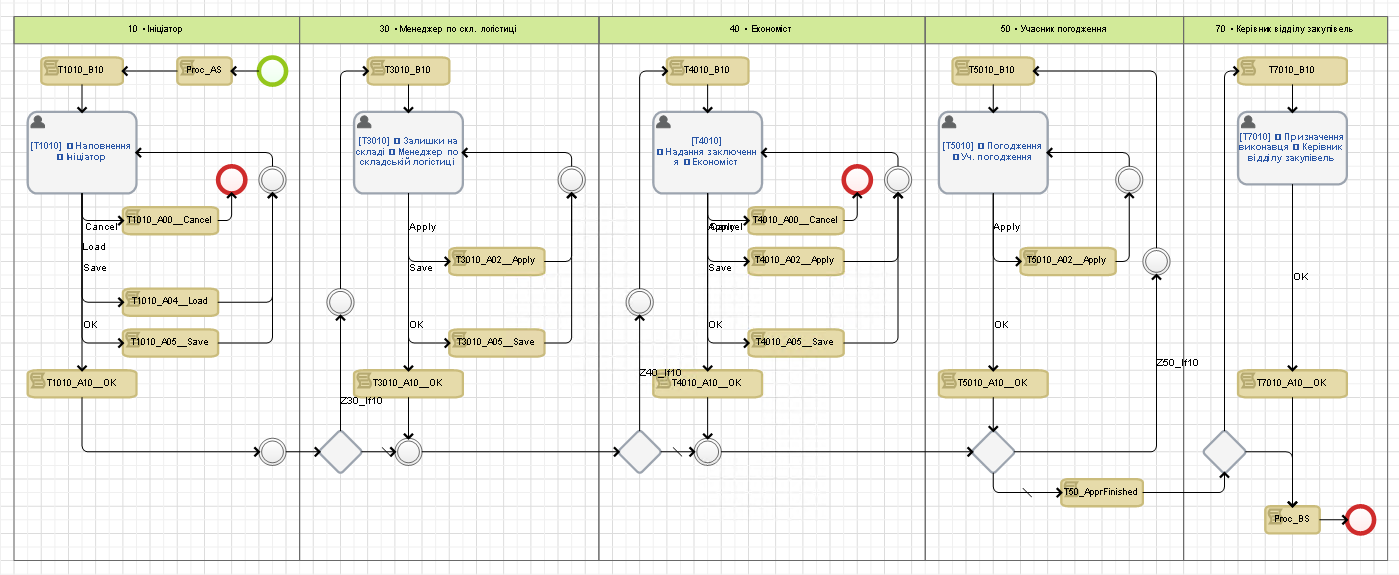 10 • Ініціатор
30 • Менеджер по скл. логістиці
40 • Економіст
50 • Учасник погодження
70 • Керівник відділу закупівель
T1010_B10
Proc_AS
[T1010] Наповнення
Ініціатор
T1010_A00__Cancel
Cancel
Load
Save
T1010_A04__Load
OK
T1010_A05__Save
T1010_A10__OK
T3010_B10
[T3010] Залишки на
складі Менеджер по
складській логістиці
Apply
T3010_A02__Apply
Save
OK
T3010_A05__Save
T3010_A10__OK
Z30_If10
T4010_B10
[T4010]
Надання заключен
я Економіст
T4010_A00__Cancel
Apply
Cancel
T4010_A02__Apply
Save
OK
T4010_A05__Save
Z40_If10
T4010_A10__OK
T5010_B10
[T5010] Погодження
Уч. погодження
Apply
T5010_A02__Apply
OK
Z50_If10
T5010_A10__OK
T50_ApprFinished
T7010_B10
[T7010] Призначення
виконавця Керівник
відділу закупівель
OK
T7010_A10__OK
Proc_BS